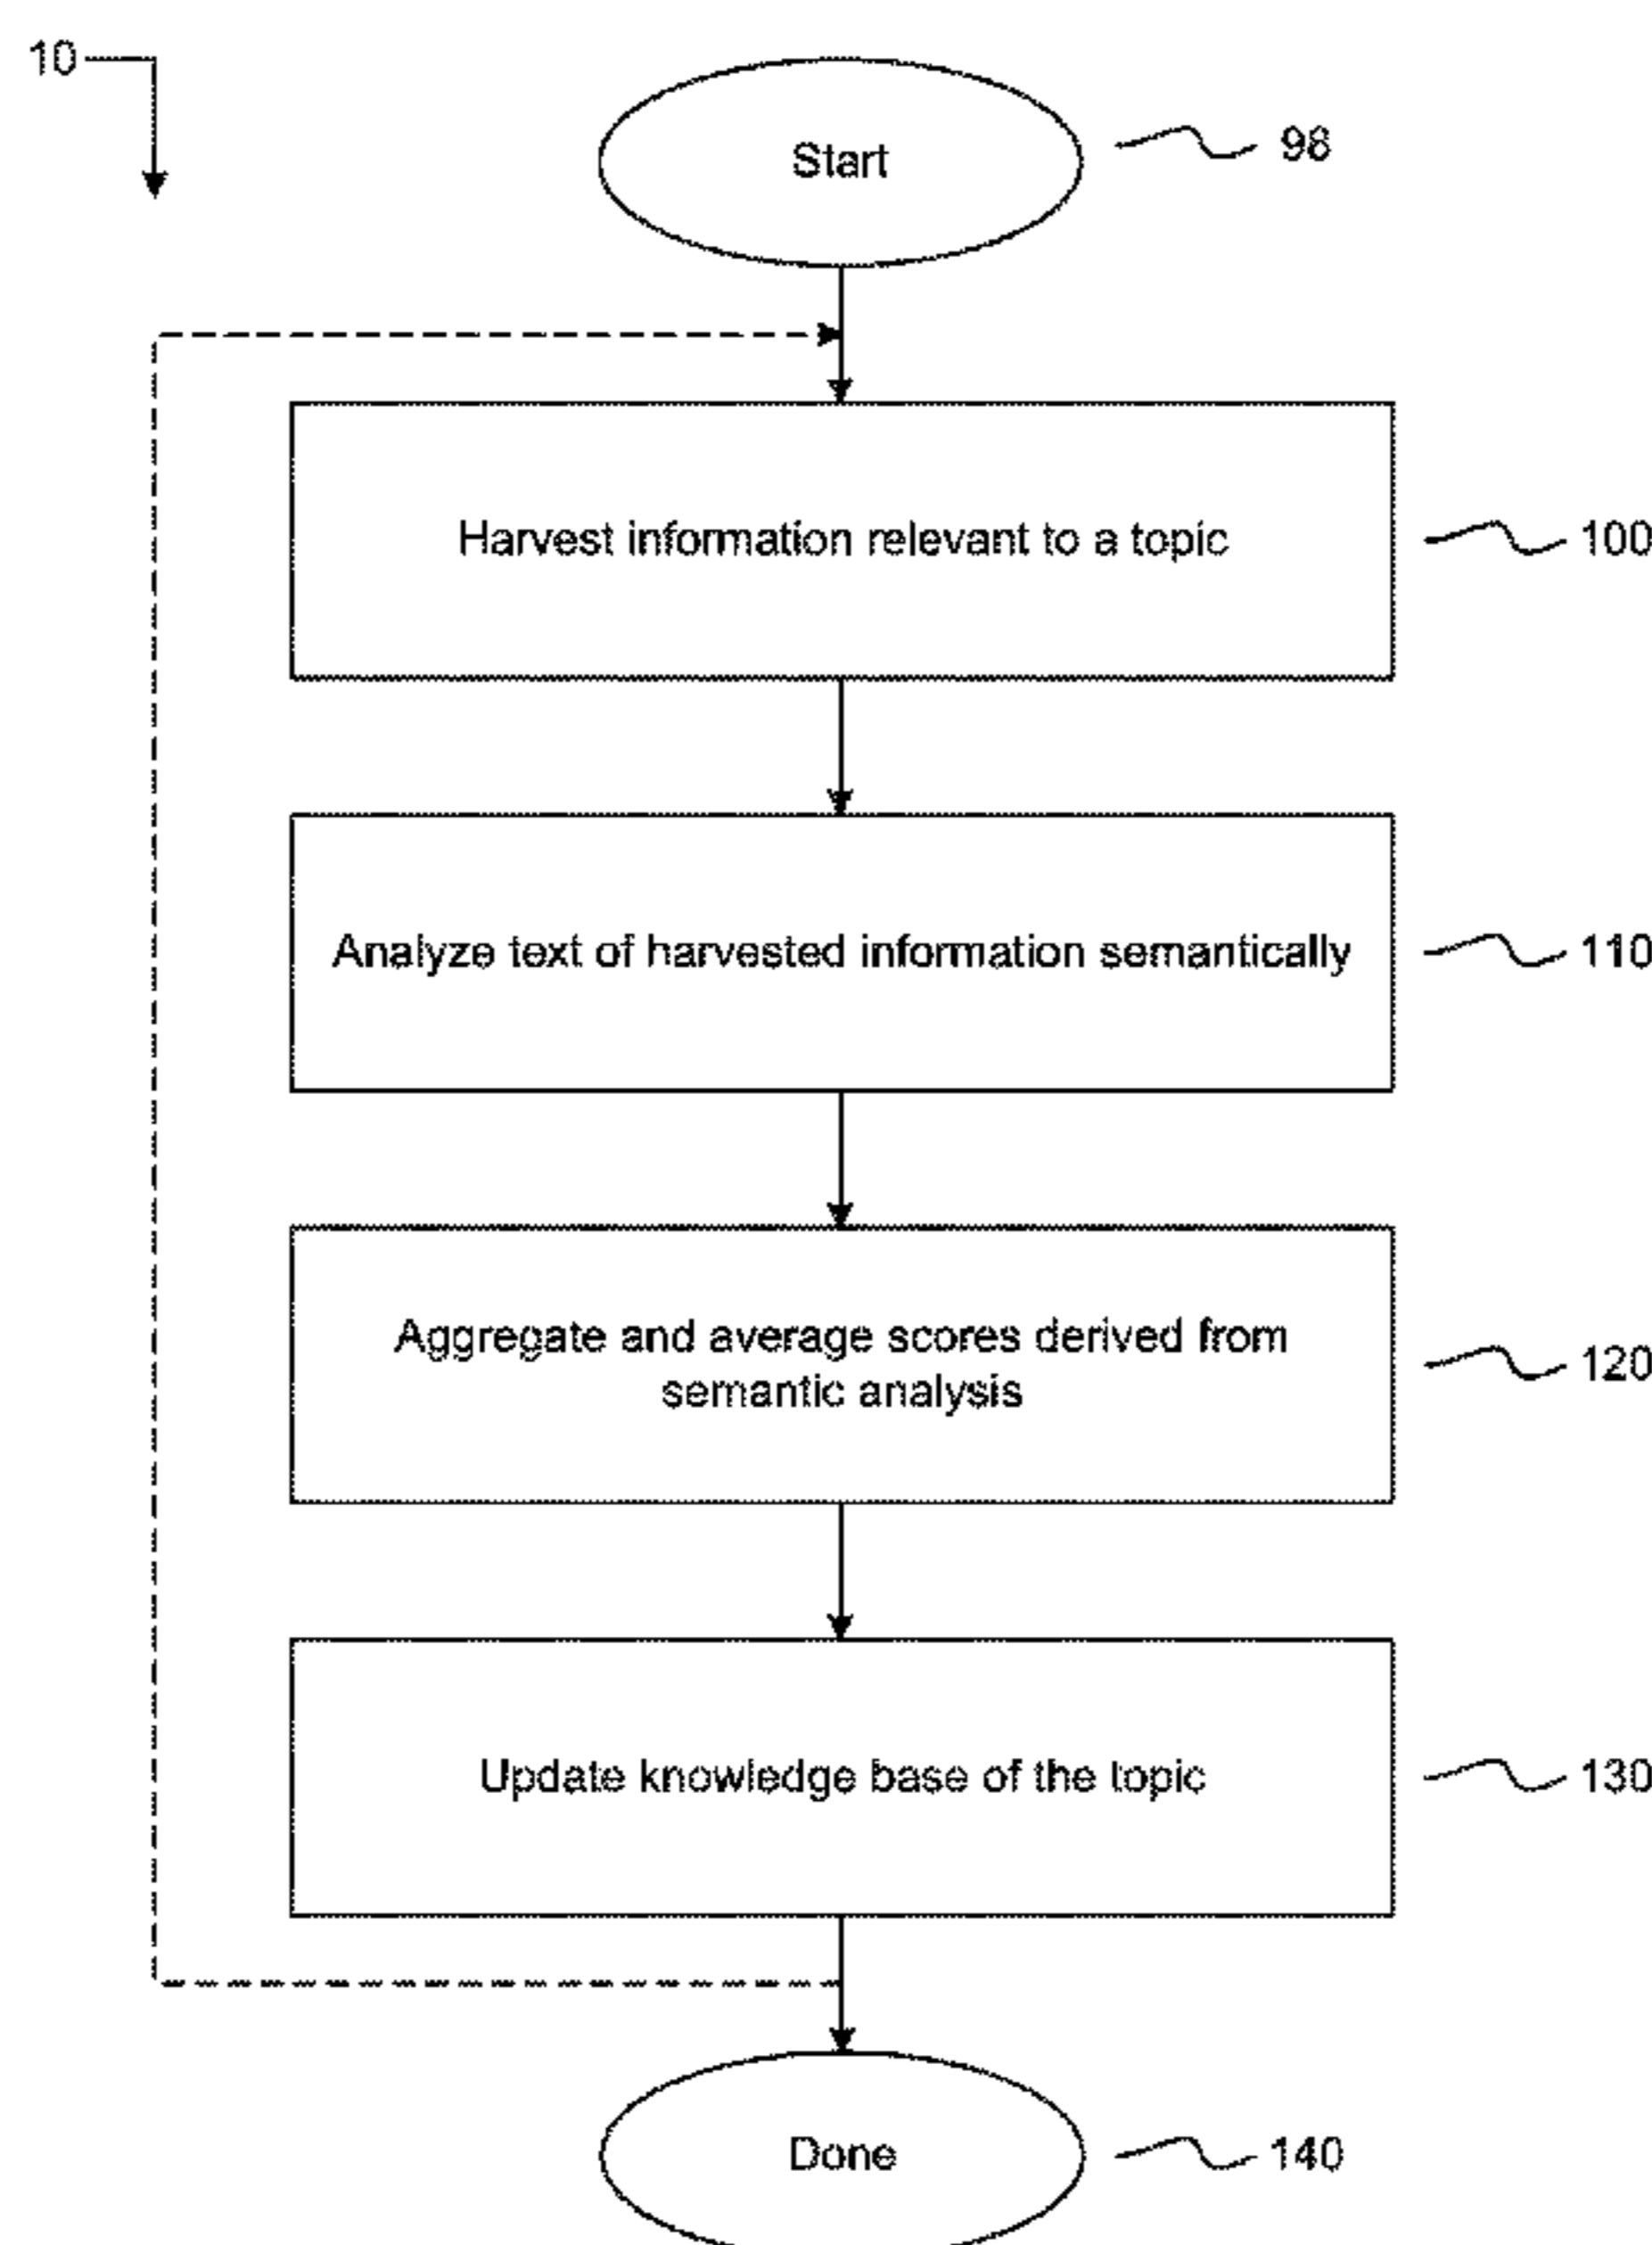 10
Start
98
Harvest information relevant to a topic
100
Analyze text of harvested information semantically
110
Aggregate and average scores derived from
semantic analysis
120
Update knowledge base of the topic
130
Done
140